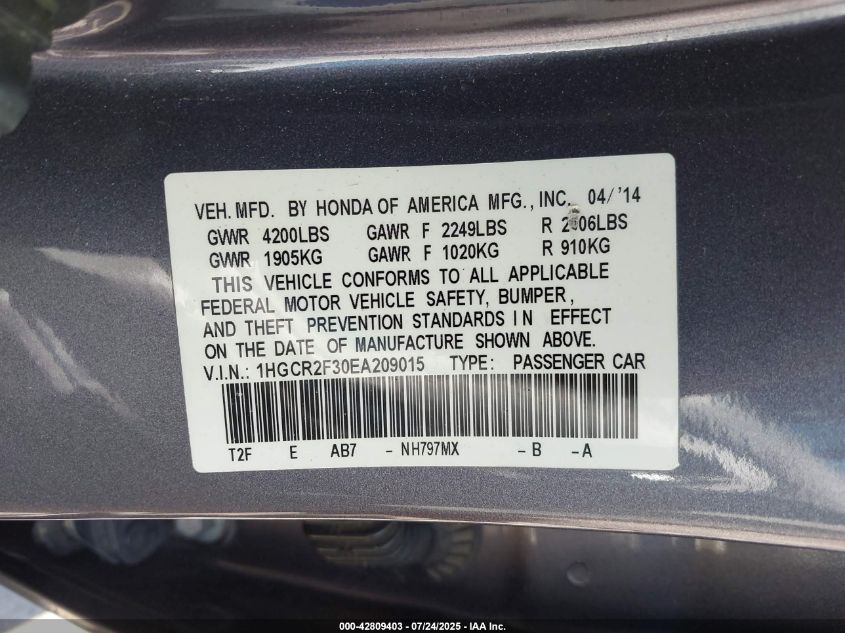 VEH. MFD. BY HONDA OF AMERICA MFG., INC. 04/'14
GVWR 4200LBS GAWR F 2249LBS R 2006LBS
GVWR 1905KG GAWR F 1020KG R 910KG
THIS VEHICLE CONFORMS TO ALL APPLICABLE
FEDERAL MOTOR VEHICLE SAFETY, BUMPER,
AND THEFT PREVENTION STANDARDS IN EFFECT
ON THE DATE OF MANUFACTURE SHOWN ABOVE.
V.I.N.: 1HGCR2F30EA209015 TYPE: PASSENGER CAR
T2F E AB7 - NH797MX - B - A
000-42809403 - 07/24/2025 - IAA Inc.